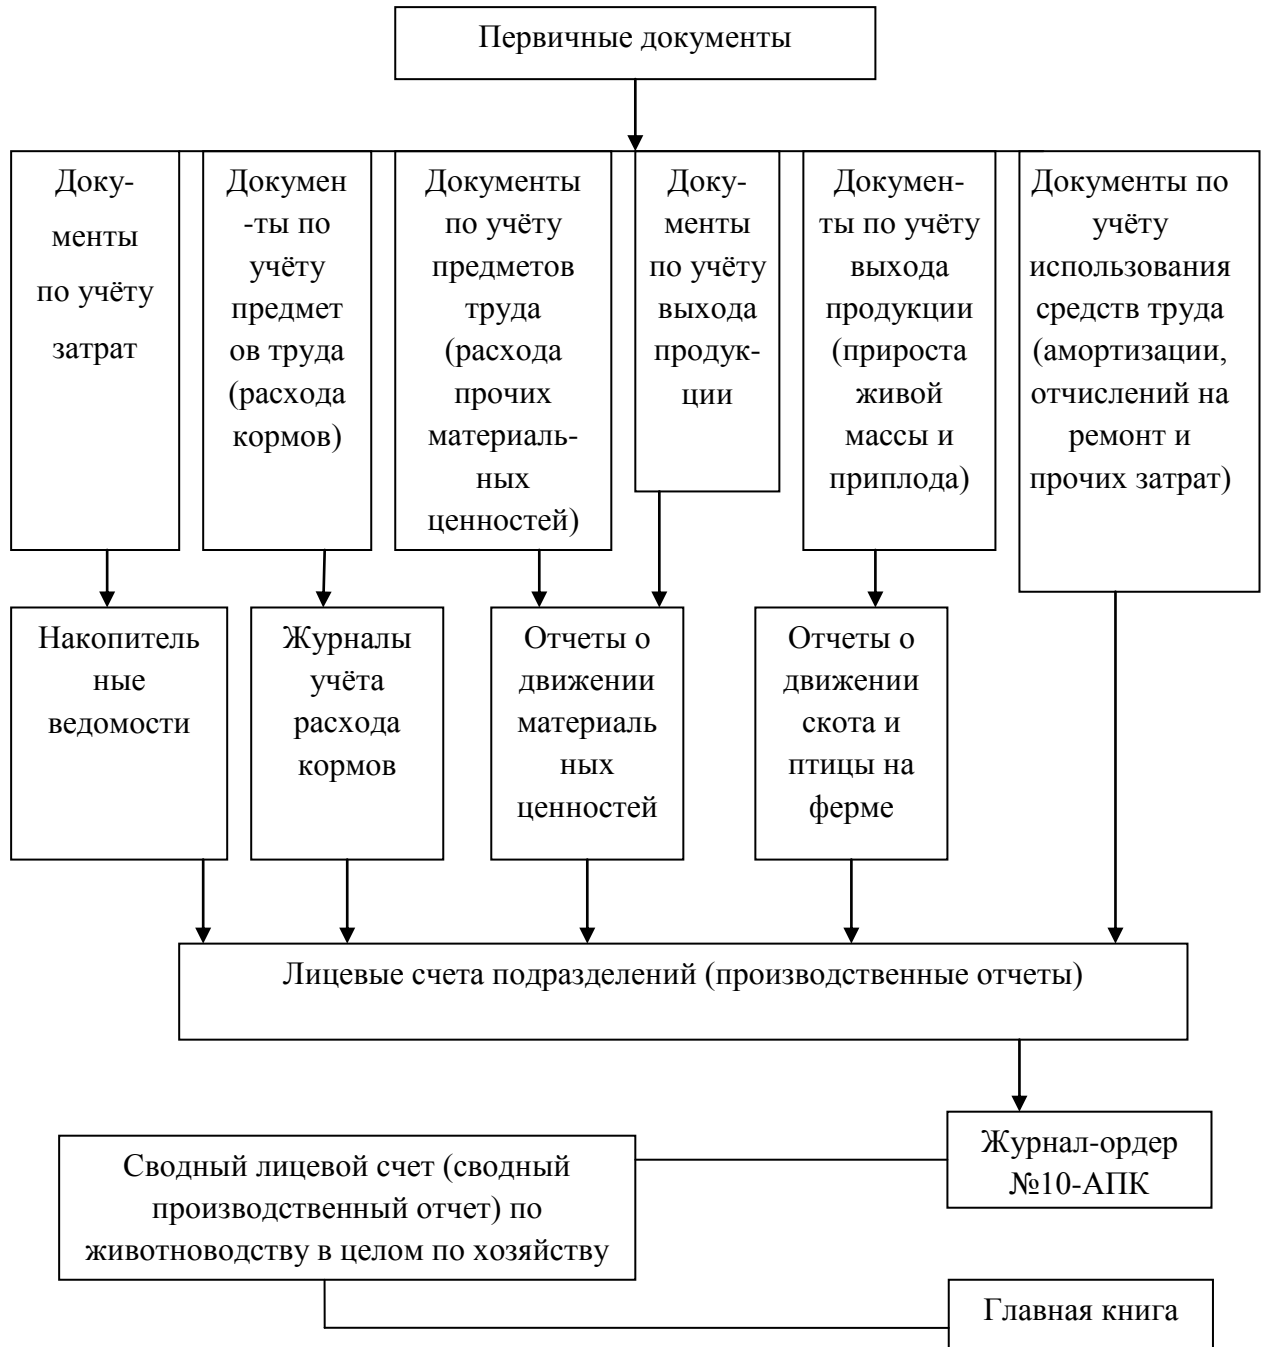 Первичные документы
Доку-
менты
по учёту
затрат
Докумен
-ты по
учёту
предмет
ов труда
(расхода
кормов)
Документы
по учёту
предметов
труда
(расхода
прочих
материаль-
ных
ценностей)
Доку-
менты
по учёту
выхода
продук-
ции
Докумен-
ты по учёту
выхода
продукции
(прироста
живой
массы и
приплода)
Документы по
учёту
использования
средств труда
(амортизации,
отчислений на
ремонт и
прочих затрат)
Накопитель
ные
ведомости
Журналы
учёта
расхода
кормов
Отчеты о
движении
материаль
ных
ценностей
Отчеты о
движении
скота и
птицы на
ферме
Лицевые счета подразделений (производственные отчеты)
Журнал-ордер
№10-АПК
Сводный лицевой счет (сводный
производственный отчет) по
животноводству в целом по хозяйству
Главная книга